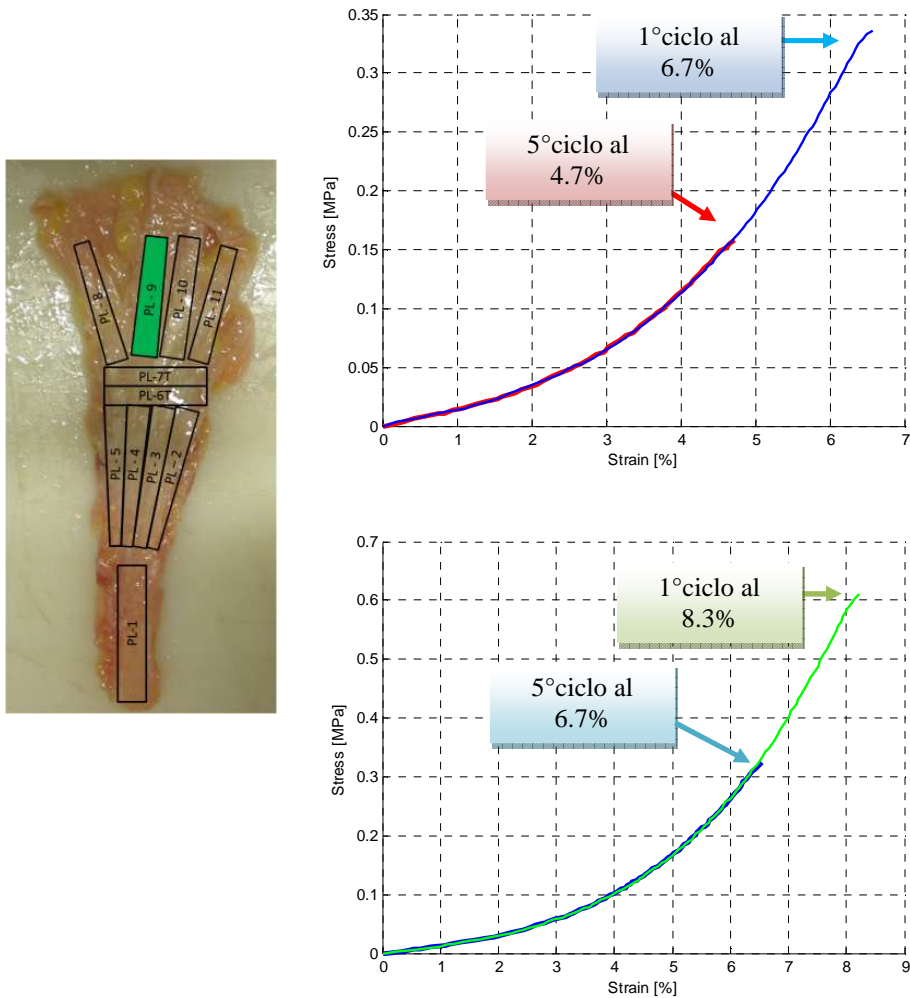 PL - 8
PL - 9
PL - 10
PL - 11
PL-7T
PL-6T
PL - 5
PL - 4
PL - 3
PL - 2
PL-1
0.35
0.3
0.25
0.2
0.15
0.1
0.05
0
Stress [MPa]
1°ciclo al
6.7%
5°ciclo al
4.7%
0 1 2 3 4 5 6 7
Strain [%]
0.7
0.6
0.5
0.4
0.3
0.2
0.1
0
Stress [MPa]
1°ciclo al
8.3%
5°ciclo al
6.7%
0 1 2 3 4 5 6 7 8 9
Strain [%]